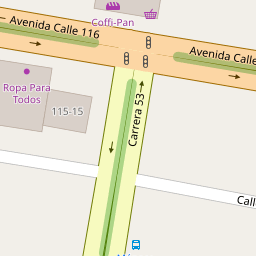 Coffi-Pan
Avenida Calle 116
Avenida Calle
Ropa Para
Todos
115-15
Carrera 53
Call